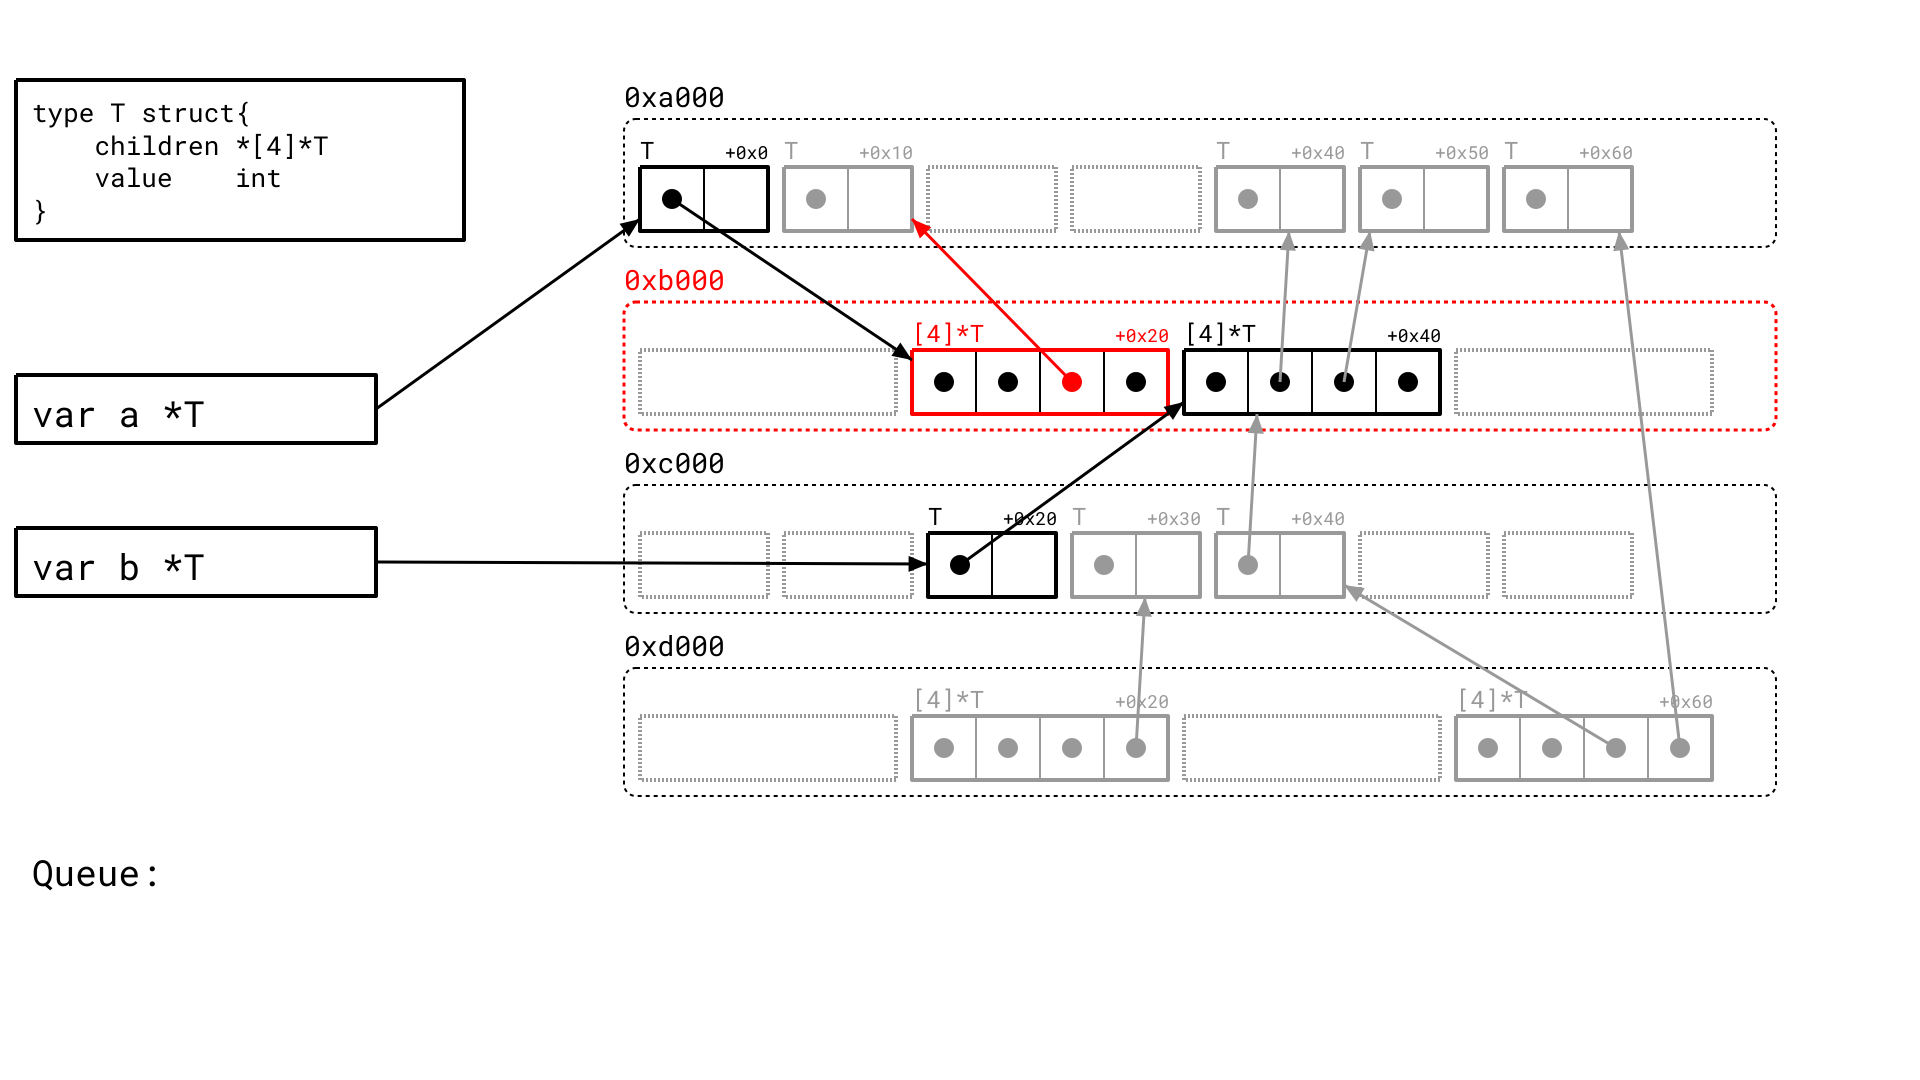 type T struct{
    children *[4]*T
    value    int
}
var a *T
var b *T
0xa000
T +0x0 T +0x10 T +0x40 T +0x50 T +0x60
0xb000
[4]*T +0x20 [4]*T +0x40
0xc000
T +0x20 T +0x30 T +0x40
0xd000
[4]*T +0x20 [4]*T +0x60
Queue: